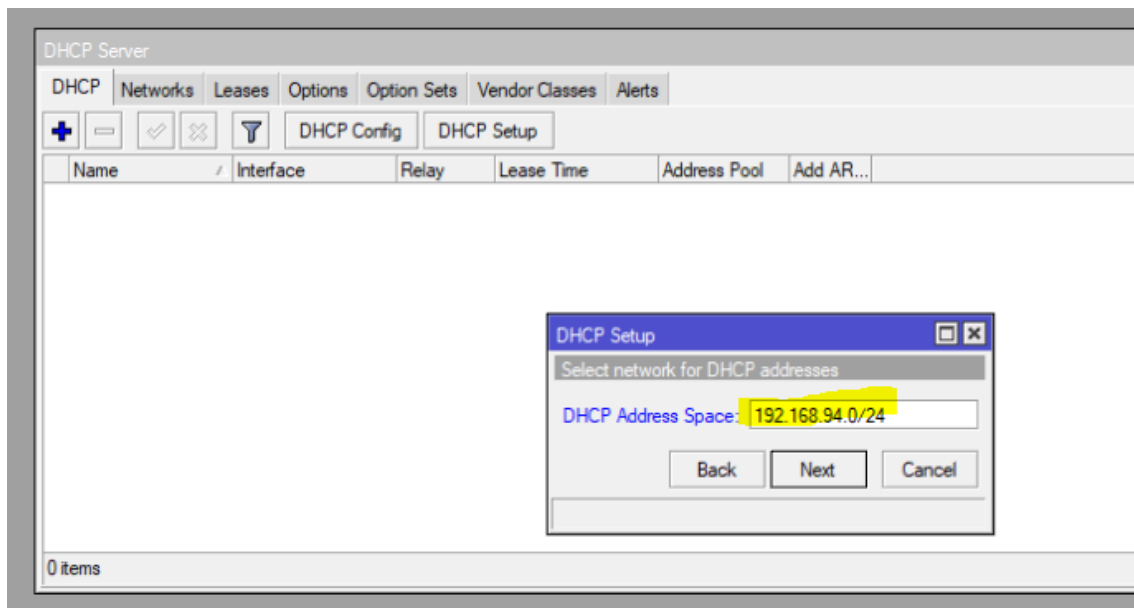 DHCP Server
DHCP Networks Leases Options Option Sets Vendor Classes Alerts
DHCP Config DHCP Setup
Name Interface Relay Lease Time Address Pool Add AR...
DHCP Setup
Select network for DHCP addresses
DHCP Address Space: 192.168.94.0/24
Back Next Cancel
0 items